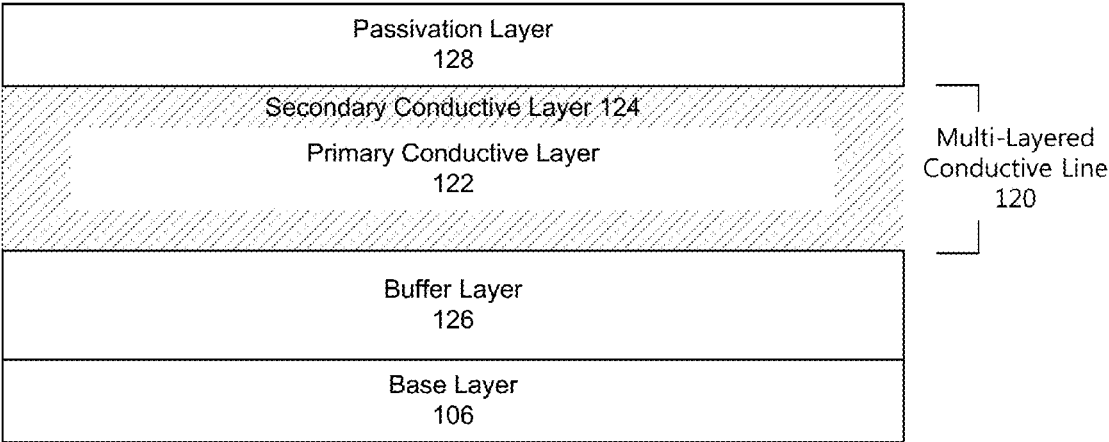 Passivation Layer
128
Secondary Conductive Layer 124
Primary Conductive Layer
122
Multi-Layered
Conductive Line
120
Buffer Layer
126
Base Layer
106